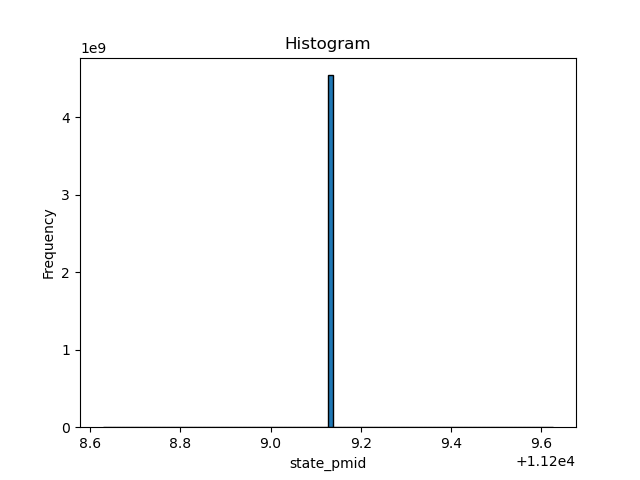 Histogram
1e9
4
3
2
1
0
Frequency
8.6 8.8 9.0 9.2 9.4 9.6
state_pmid
+1.12e4